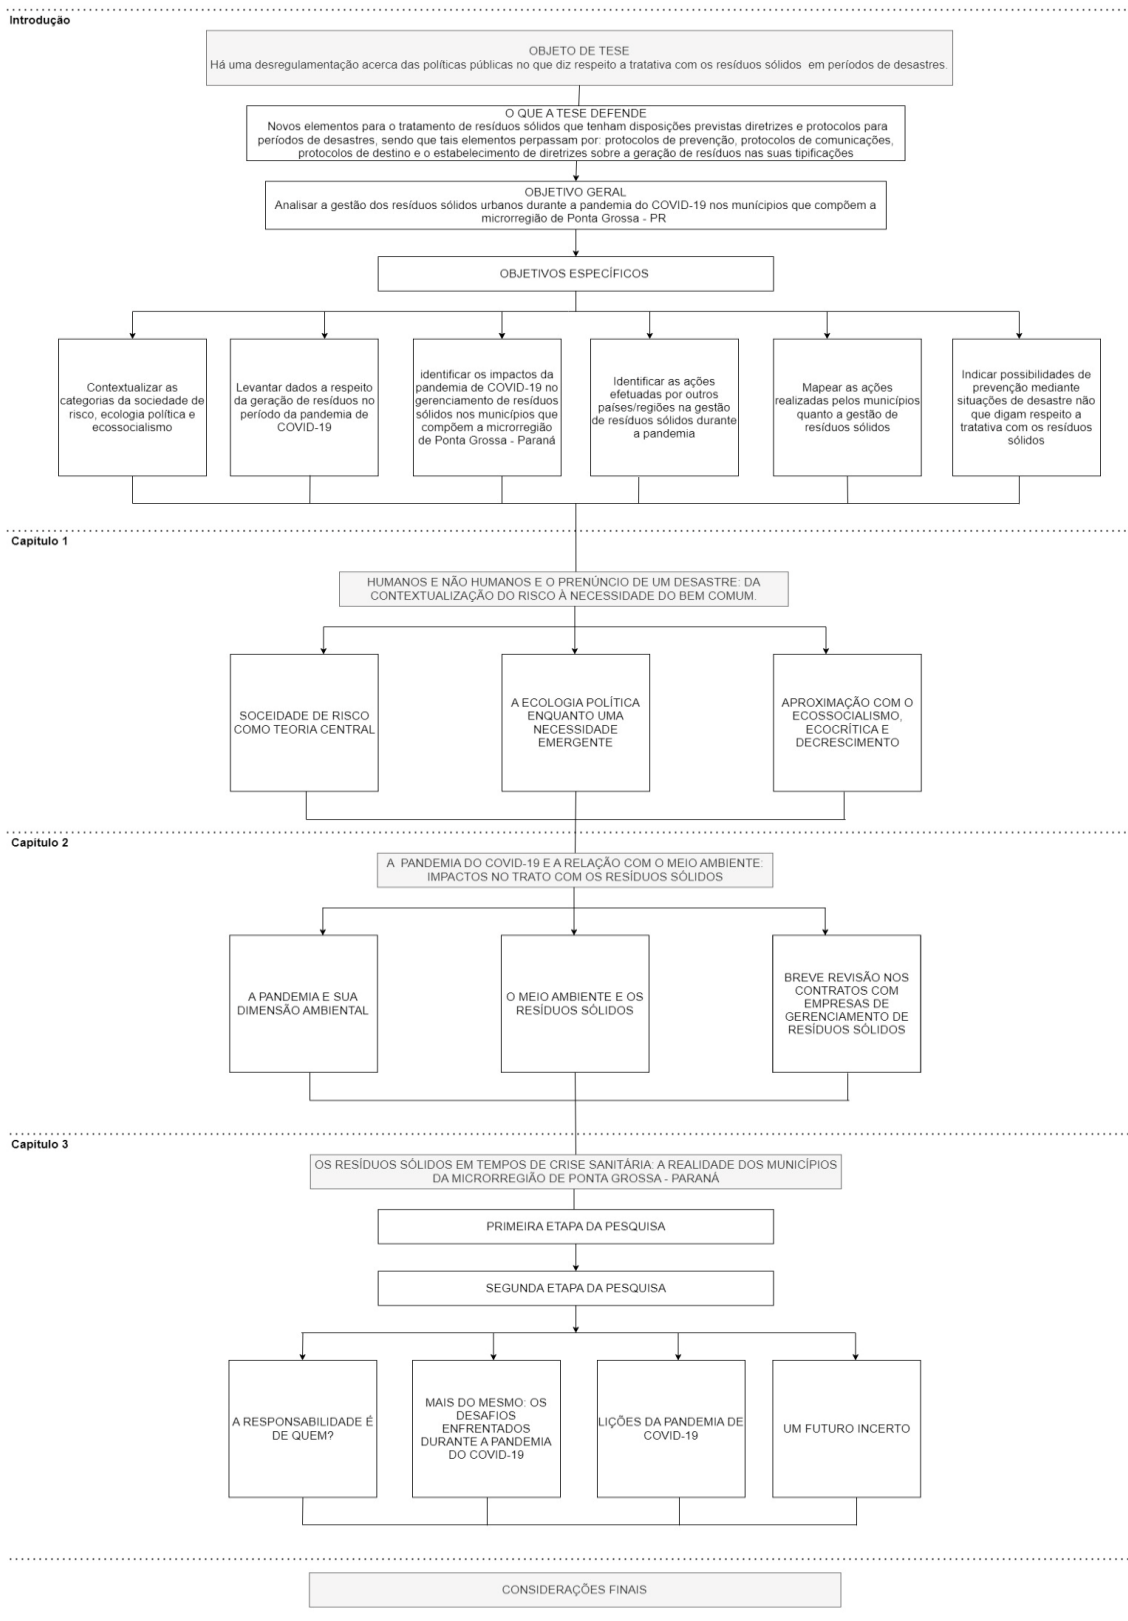 Introdução
OBJETO DE TESE
Há uma desregulamentação acerca das políticas públicas no que diz respeito a tratativa com os resíduos sólidos em períodos de desastres.
O QUE A TESE DEFENDE
Novos elementos para o tratamento de resíduos sólidos que tenham disposições previstas diretrizes e protocolos para
períodos de desastres, sendo que tais elementos perpassam por: protocolos de prevenção, protocolos de comunicações,
protocolos de destino e o estabelecimento de diretrizes sobre a geração de resíduos nas suas tipificações
OBJETIVO GERAL
Analisar a gestão dos resíduos sólidos urbanos durante a pandemia do COVID-19 nos munícipios que compõem a
microrregião de Ponta Grossa - PR
OBJETIVOS ESPECÍFICOS
Contextualizar as
categorias da sociedade de
risco, ecologia política e
ecossocialismo
Levantar dados a respeito
da geração de resíduos no
período da pandemia de
COVID-19
identificar os impactos da
pandemia de COVID-19 no
gerenciamento de resíduos
sólidos nos municípios que
compõem a microrregião
de Ponta Grossa - Paraná
Identificar as ações
efetuadas por outros
países/regiões na gestão
de resíduos sólidos durante
a pandemia
Mapear as ações
realizadas pelos municípios
quanto a gestão de
resíduos sólidos
Indicar possibilidades de
prevenção mediante
situações de desastre não
que digam respeito a
tratativa com os resíduos
sólidos
Capítulo 1
HUMANOS E NÃO HUMANOS E O PRENÚNCIO DE UM DESASTRE: DA
CONTEXTUALIZAÇÃO DO RISCO À NECESSIDADE DO BEM COMUM.
SOCEIDADE DE RISCO
COMO TEORIA CENTRAL
A ECOLOGIA POLÍTICA
ENQUANTO UMA
NECESSIDADE
EMERGENTE
APROXIMAÇÃO COM O
ECOSSOCIALISMO,
ECOCRÍTICA E
DECRESCIMENTO
Capítulo 2
A PANDEMIA DO COVID-19 E A RELAÇÃO COM O MEIO AMBIENTE:
IMPACTOS NO TRATO COM OS RESÍDUOS SÓLIDOS
A PANDEMIA E SUA
DIMENSÃO AMBIENTAL
O MEIO AMBIENTE E OS
RESÍDUOS SÓLIDOS
BREVE REVISÃO NOS
CONTRATOS COM
EMPRESAS DE
GERENCIAMENTO DE
RESÍDUOS SÓLIDOS
Capítulo 3
OS RESÍDUOS SÓLIDOS EM TEMPOS DE CRISE SANITÁRIA: A REALIDADE DOS MUNICÍPIOS
DA MICRORREGIÃO DE PONTA GROSSA - PARANÁ
PRIMEIRA ETAPA DA PESQUISA
SEGUNDA ETAPA DA PESQUISA
A RESPONSABILIDADE É
DE QUEM?
MAIS DO MESMO: OS
DESAFIOS
ENFRENTADOS
DURANTE A PANDEMIA
DO COVID-19
LIÇÕES DA PANDEMIA DE
COVID-19
UM FUTURO INCERTO
CONSIDERAÇÕES FINAIS